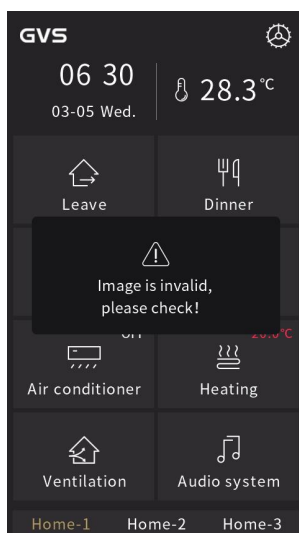 GVS
06 30
03-05 Wed.
28.3°C
Leave
Dinner
Image is invalid,
please check!
Air conditioner
Heating
Ventilation
Audio system
Home-1 Home-2 Home-3